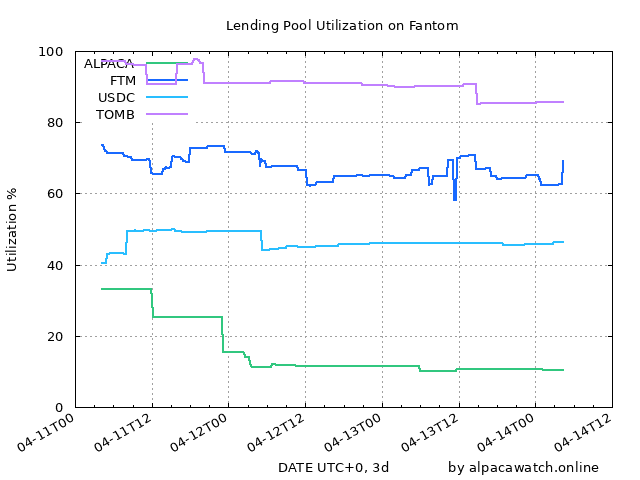 Lending Pool Utilization on Fantom
100
80
60
40
20
0
Utilization %
ALPACA
FTM
USDC
TOMB
04-11T00
04-11T12
04-12T00
04-12T12
04-13T00
04-13T12
04-14T00
04-14T12
DATE UTC+0, 3d
by alpacawatch.online